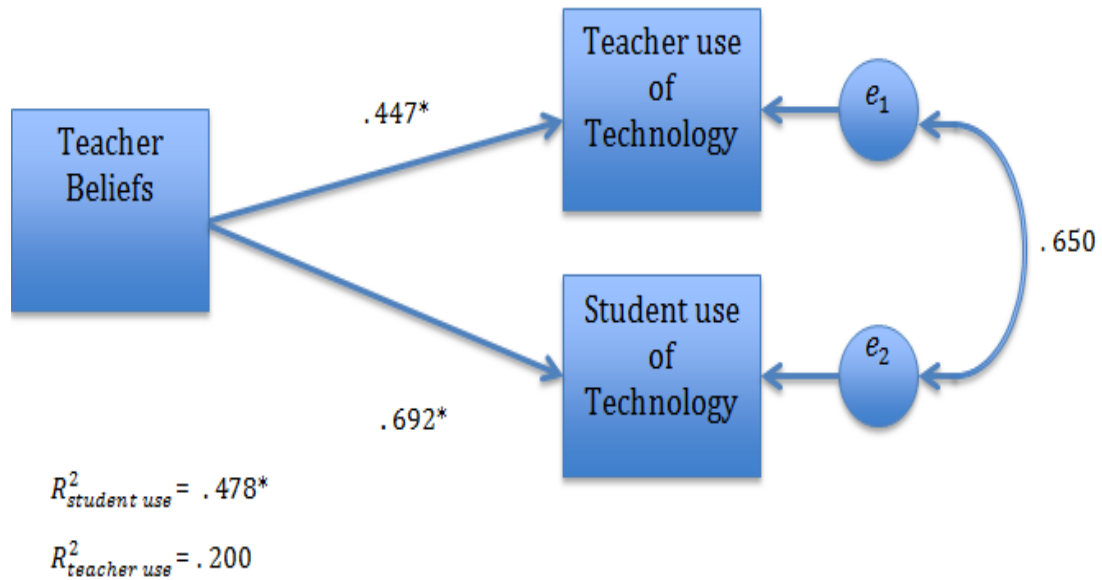 Teacher use
of
Technology
e₁
.447*
Teacher
Beliefs
.650
Student use
of
Technology
e₂
.692*
R²student use = .478*
R²teacher use = .200